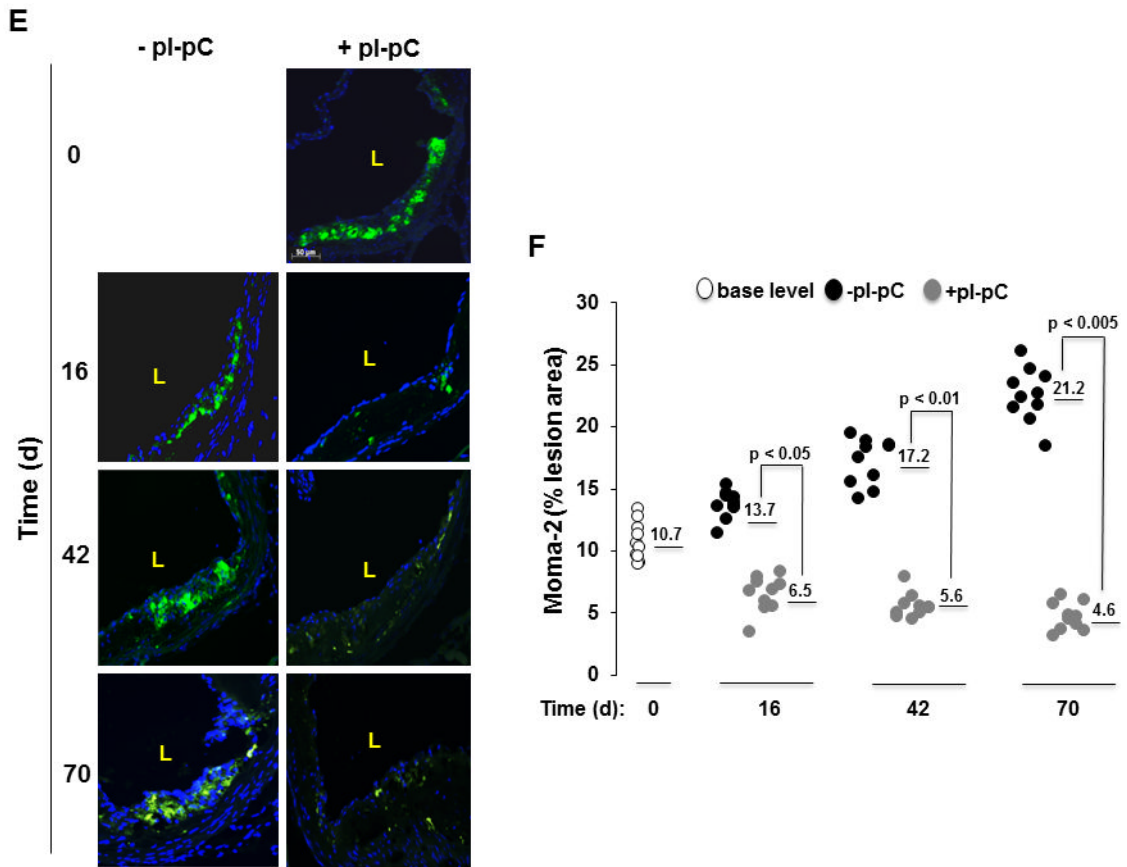 E
- pI-pC
+ pI-pC
Time (d)
0
L
50 µm
16
L
L
42
L
L
70
L
L
F
base level -pI-pC +pI-pC
Moma-2 (% lesion area)
30
25
20
15
10
5
0
10.7
p < 0.05
13.7
6.5
p < 0.01
17.2
5.6
p < 0.005
21.2
4.6
Time (d): 0 16 42 70